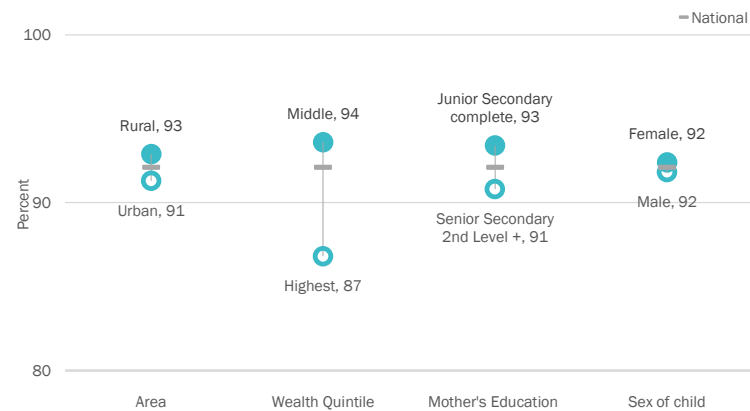 National
100
Junior Secondary
complete, 93
Middle, 94
Rural, 93
Female, 92
Percent
90
Urban, 91
Male, 92
Senior Secondary
2nd Level +, 91
Highest, 87
80
Area
Wealth Quintile
Mother's Education
Sex of child